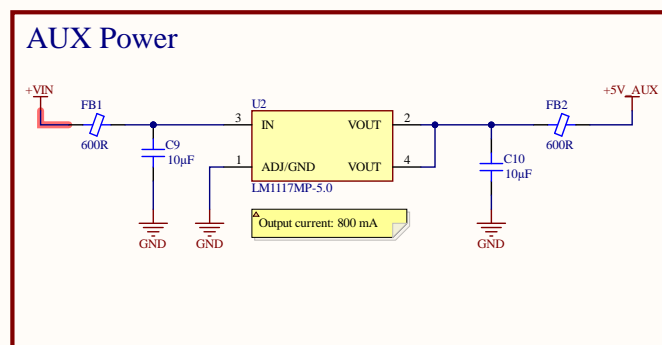 AUX Power
+VIN
FB1
600R
C9
10µF
GND
U2
3
IN
VOUT
2
1
ADJ/GND
VOUT
4
LM1117MP-5.0
GND
Output current: 800 mA
C10
10µF
GND
FB2
600R
+5V_AUX